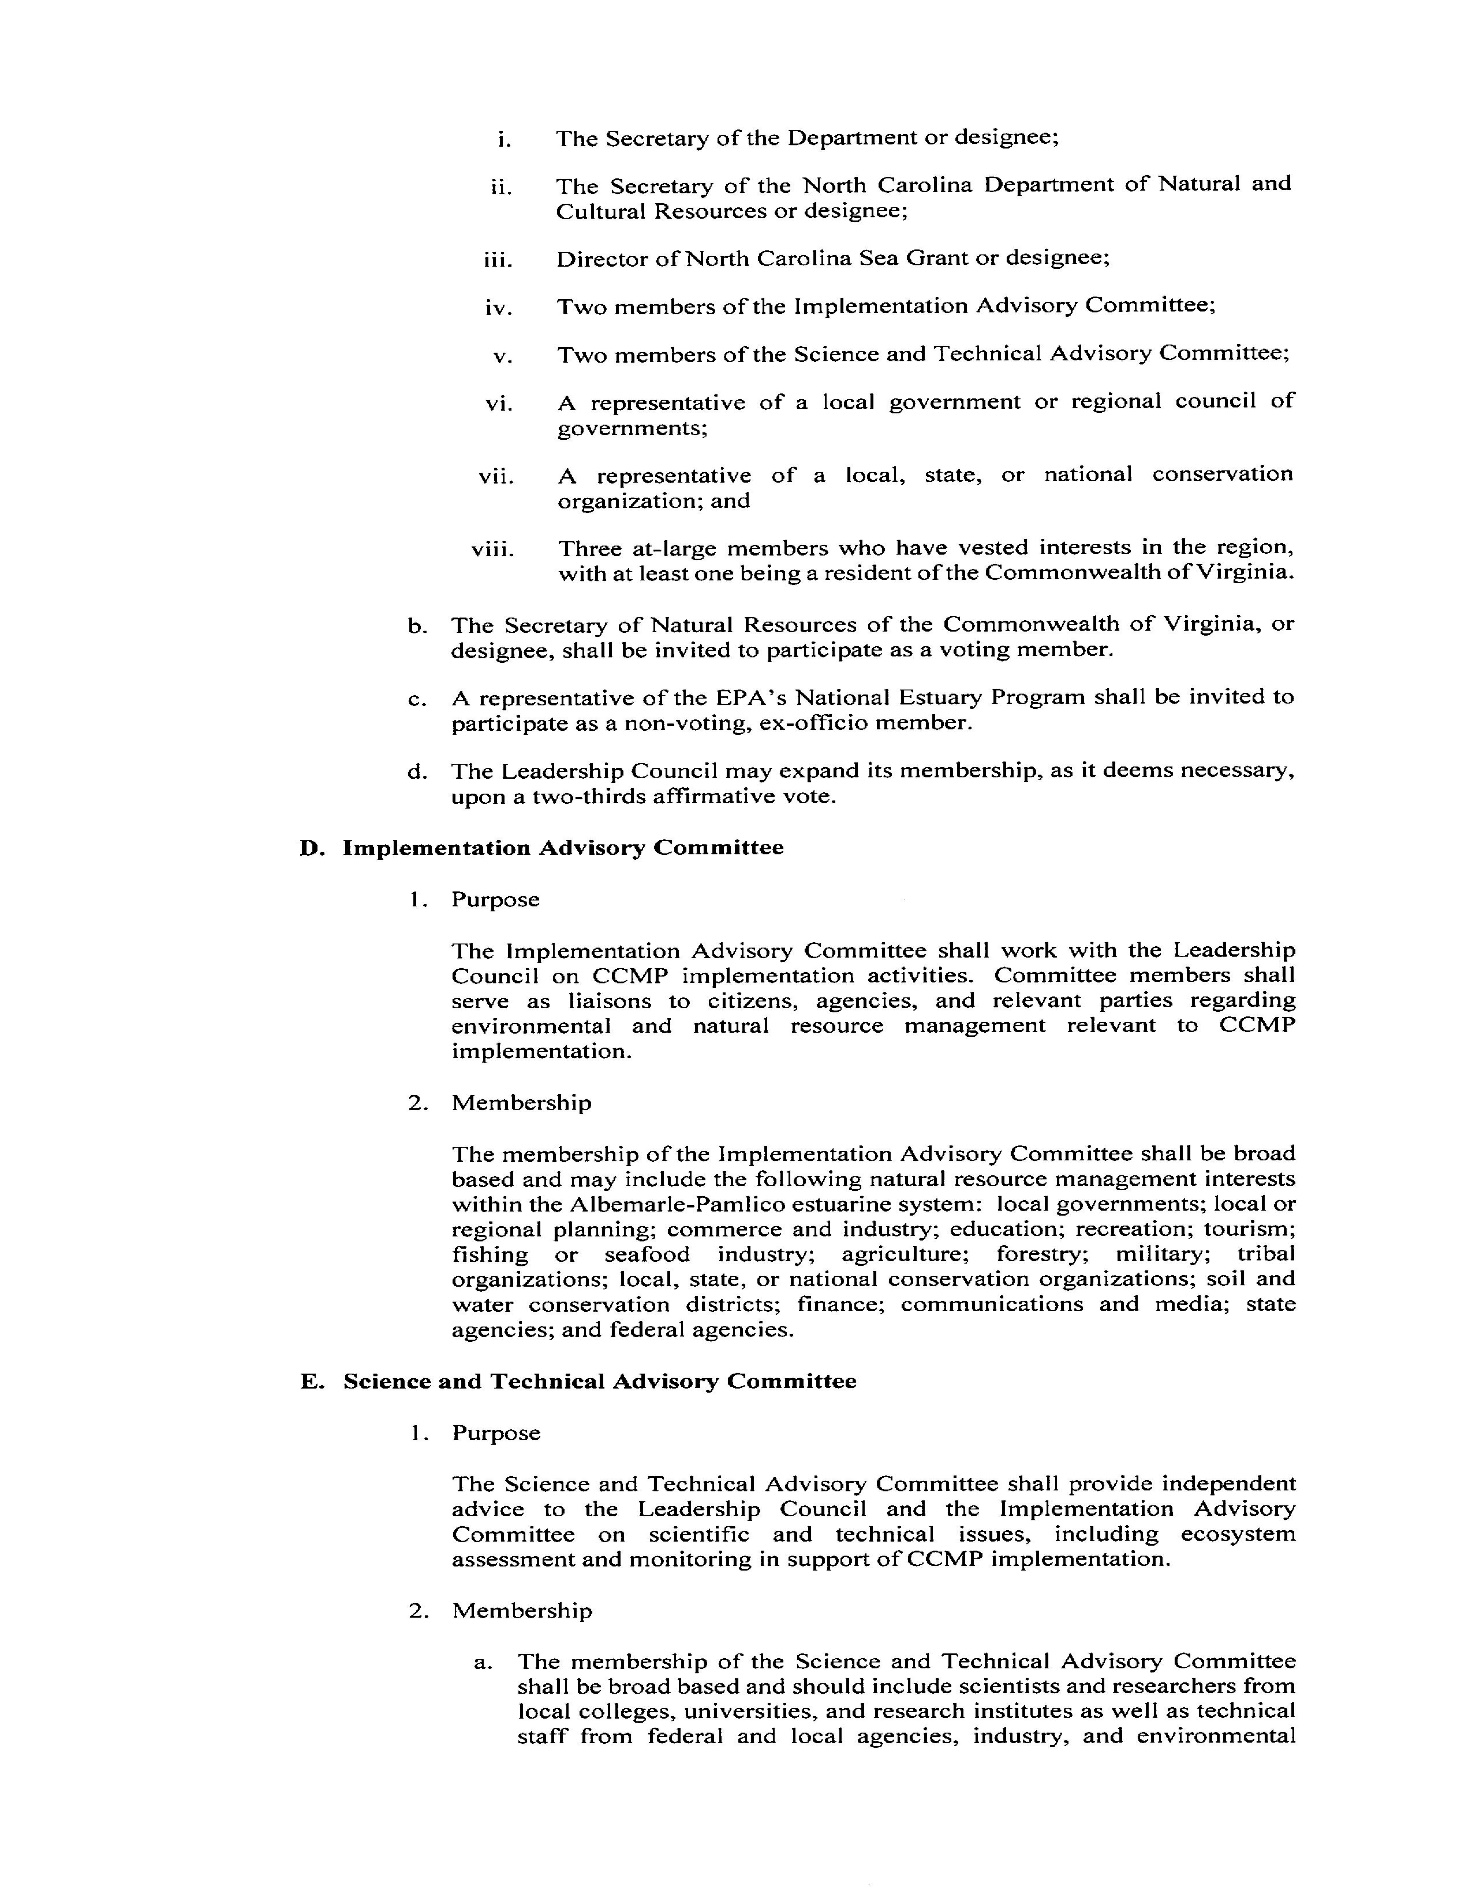 i. The Secretary of the Department or designee;
ii. The Secretary of the North Carolina Department of Natural and
Cultural Resources or designee;
iii. Director of North Carolina Sea Grant or designee;
iv. Two members of the Implementation Advisory Committee;
v. Two members of the Science and Technical Advisory Committee;
vi. A representative of a local government or regional council of
governments;
vii. A representative of a local, state, or national conservation
organization; and
viii. Three at-large members who have vested interests in the region,
with at least one being a resident of the Commonwealth of Virginia.
b. The Secretary of Natural Resources of the Commonwealth of Virginia, or
designee, shall be invited to participate as a voting member.
c. A representative of the EPA's National Estuary Program shall be invited to
participate as a non-voting, ex-officio member.
d. The Leadership Council may expand its membership, as it deems necessary,
upon a two-thirds affirmative vote.
D. Implementation Advisory Committee
1. Purpose
The Implementation Advisory Committee shall work with the Leadership
Council on CCMP implementation activities. Committee members shall
serve as liaisons to citizens, agencies, and relevant parties regarding
environmental and natural resource management relevant to CCMP
implementation.
2. Membership
The membership of the Implementation Advisory Committee shall be broad
based and may include the following natural resource management interests
within the Albemarle-Pamlico estuarine system: local governments; local or
regional planning; commerce and industry; education; recreation; tourism;
fishing or seafood industry; agriculture; forestry; military; tribal
organizations; local, state, or national conservation organizations; soil and
water conservation districts; finance; communications and media; state
agencies; and federal agencies.
E. Science and Technical Advisory Committee
1. Purpose
The Science and Technical Advisory Committee shall provide independent
advice to the Leadership Council and the Implementation Advisory
Committee on scientific and technical issues, including ecosystem
assessment and monitoring in support of CCMP implementation.
2. Membership
a. The membership of the Science and Technical Advisory Committee
shall be broad based and should include scientists and researchers from
local colleges, universities, and research institutes as well as technical
staff from federal and local agencies, industry, and environmental